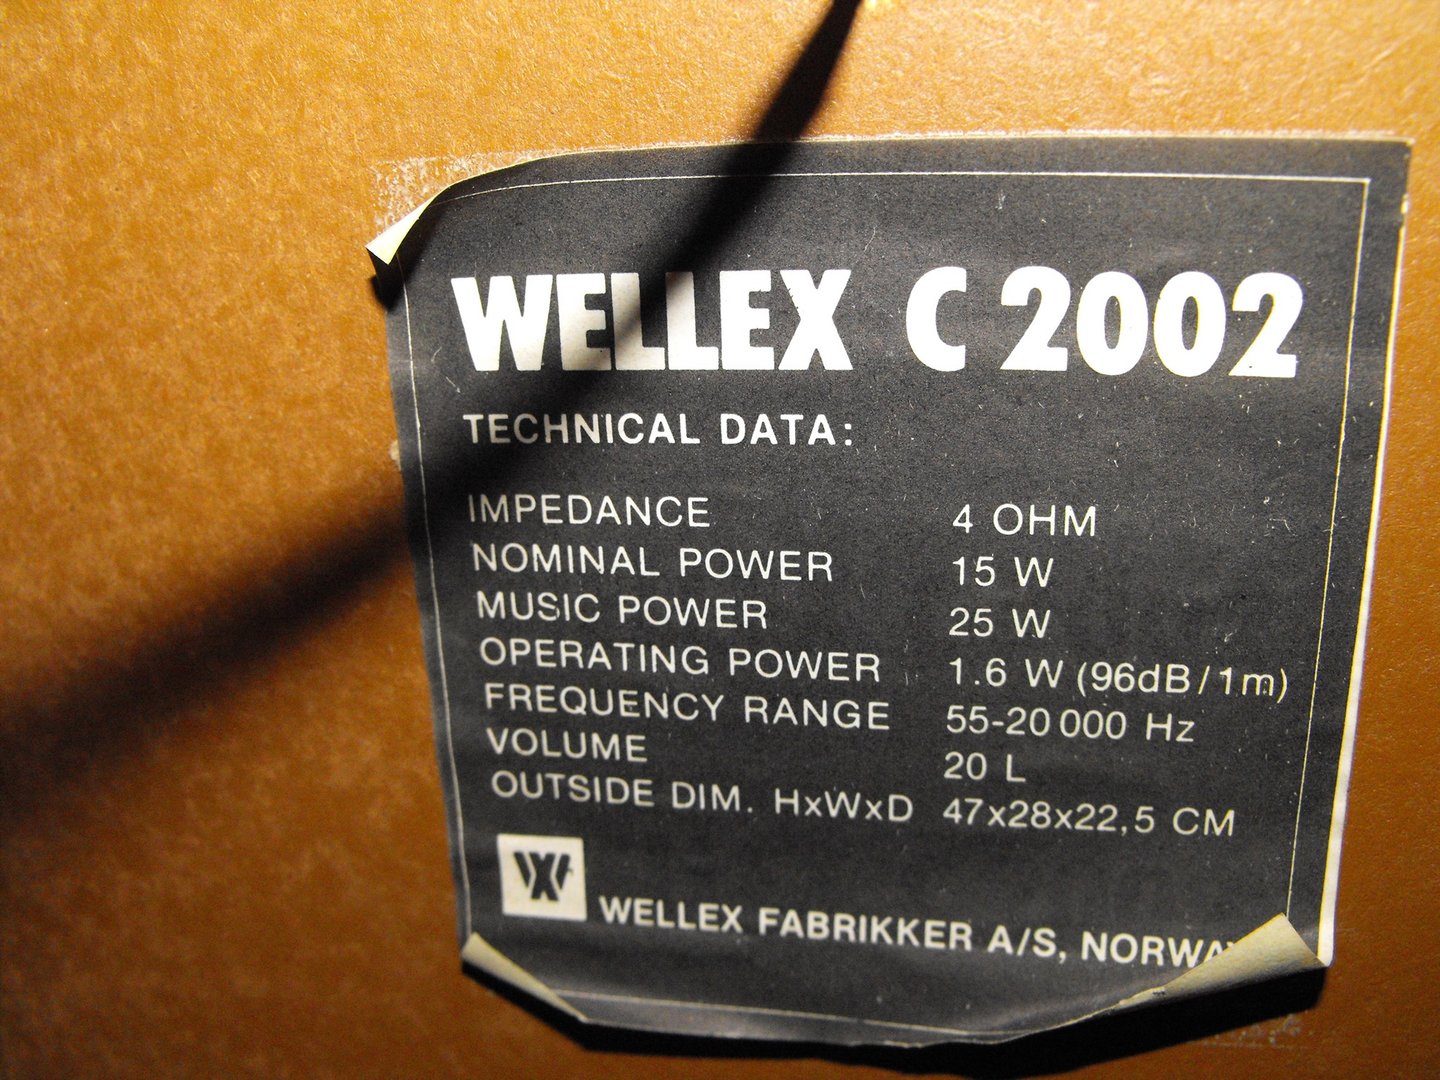 WELLEX C 2002
TECHNICAL DATA:
IMPEDANCE 4 OHM
NOMINAL POWER 15 W
MUSIC POWER 25 W
OPERATING POWER 1.6 W (96dB/1m)
FREQUENCY RANGE 55-20 000 Hz
VOLUME 20 L
OUTSIDE DIM. HxWxD 47x28x22,5 CM
WELLEX FABRIKKER A/S, NORWAY